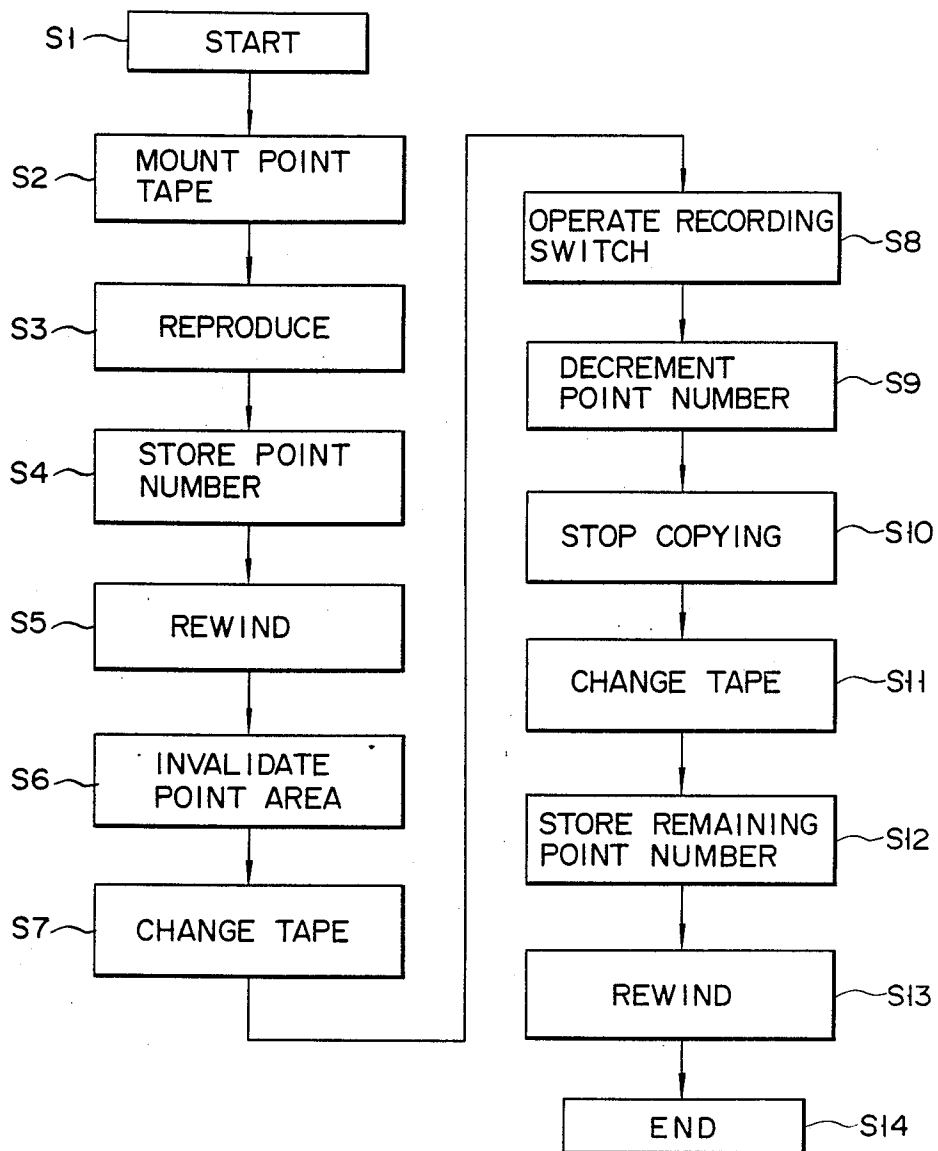 S1
START
S2
MOUNT POINT
TAPE
S3
REPRODUCE
S4
STORE POINT
NUMBER
S5
REWIND
S6
INVALIDATE
POINT AREA
S7
CHANGE TAPE
OPERATE RECORDING
SWITCH
S8
DECREMENT
POINT NUMBER
S9
STOP COPYING
S10
CHANGE TAPE
S11
STORE REMAINING
POINT NUMBER
S12
REWIND
S13
END
S14